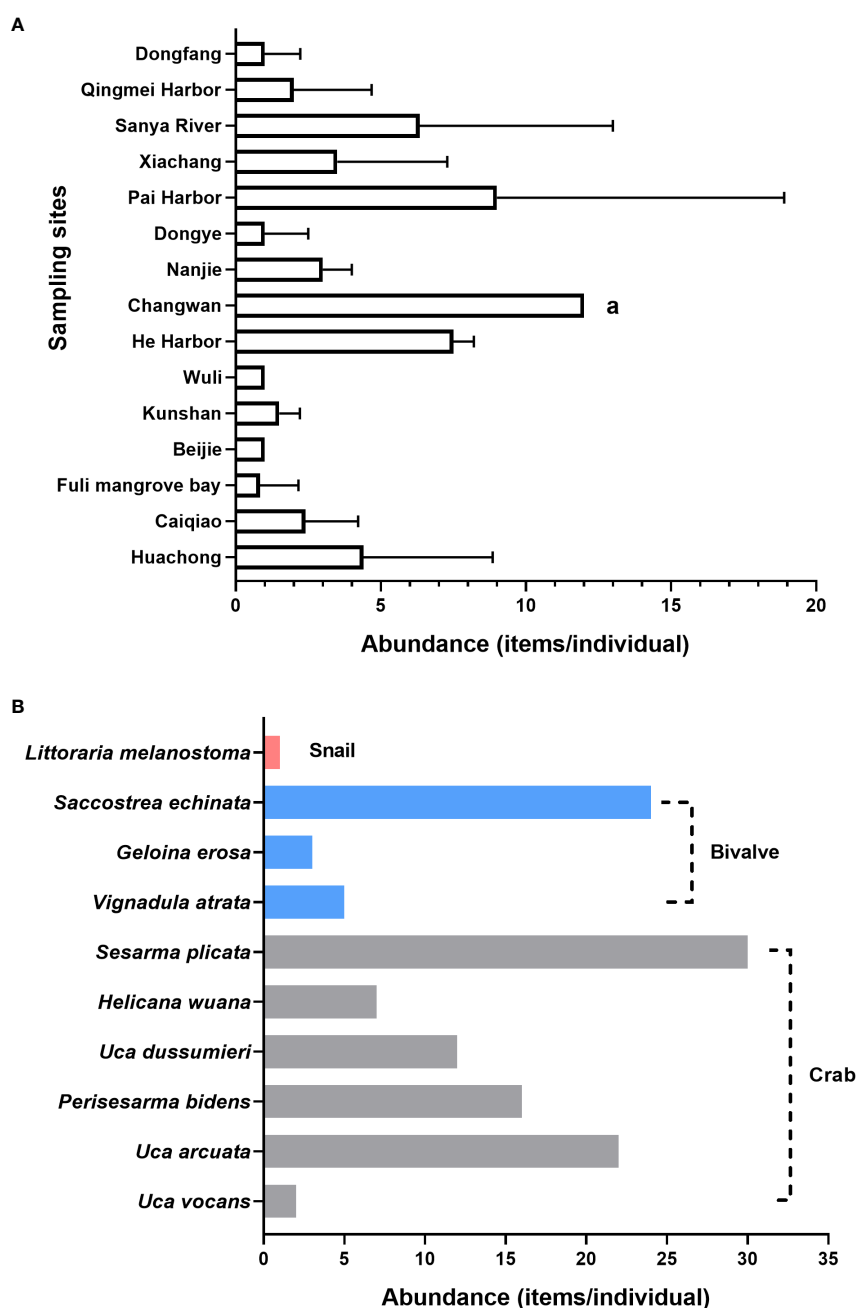 A
Dongfang
Qingmei Harbor
Sanya River
Xiachang
Pai Harbor
Dongye
Nanjie
Changwan
a
He Harbor
Wuli
Kunshan
Beijie
Fuli mangrove bay
Caiqiao
Huachong
Sampling sites
0 5 10 15 20
Abundance (items/individual)
B
Littoraria melanostoma
Snail
Saccostrea echinata
Geloina erosa
Bivalve
Vignadula atrata
Sesarma plicata
Helicana wuana
Uca dussumieri
Crab
Perisesarma bidens
Uca arcuata
Uca vocans
0 5 10 15 20 25 30 35
Abundance (items/individual)